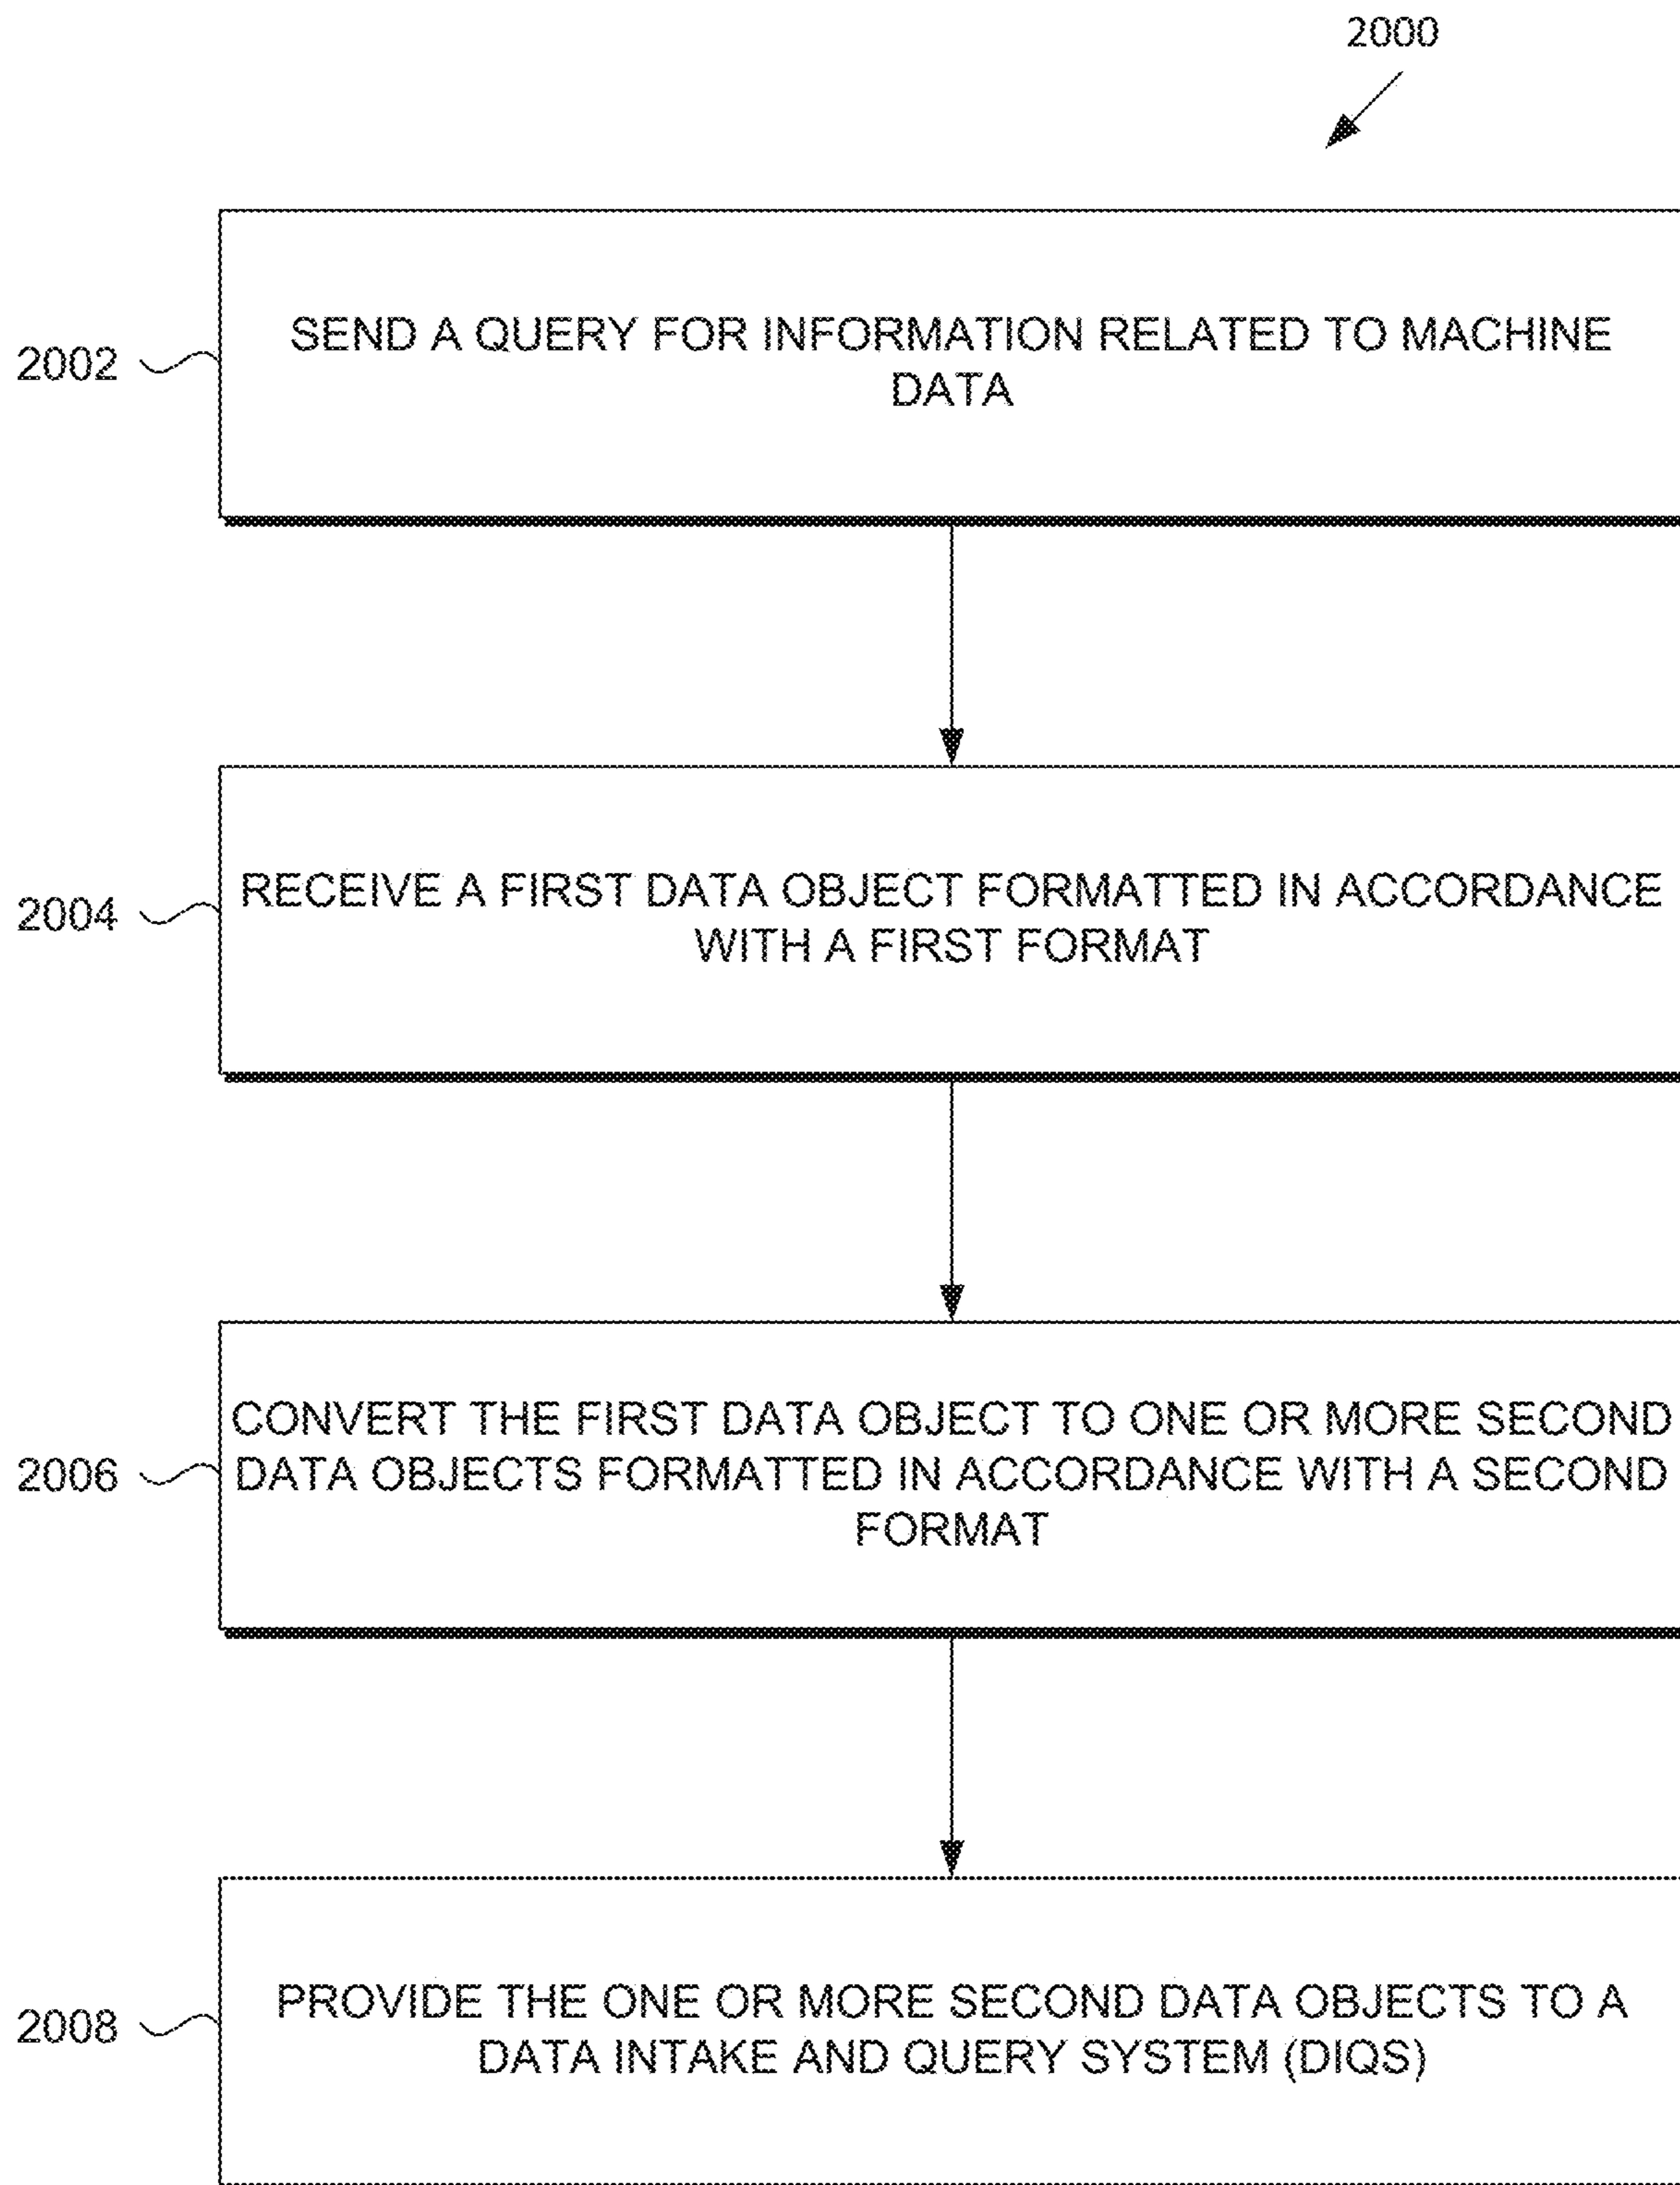 2000
2002
SEND A QUERY FOR INFORMATION RELATED TO MACHINE
DATA
2004
RECEIVE A FIRST DATA OBJECT FORMATTED IN ACCORDANCE
WITH A FIRST FORMAT
2006
CONVERT THE FIRST DATA OBJECT TO ONE OR MORE SECOND
DATA OBJECTS FORMATTED IN ACCORDANCE WITH A SECOND
FORMAT
2008
PROVIDE THE ONE OR MORE SECOND DATA OBJECTS TO A
DATA INTAKE AND QUERY SYSTEM (DIQS)